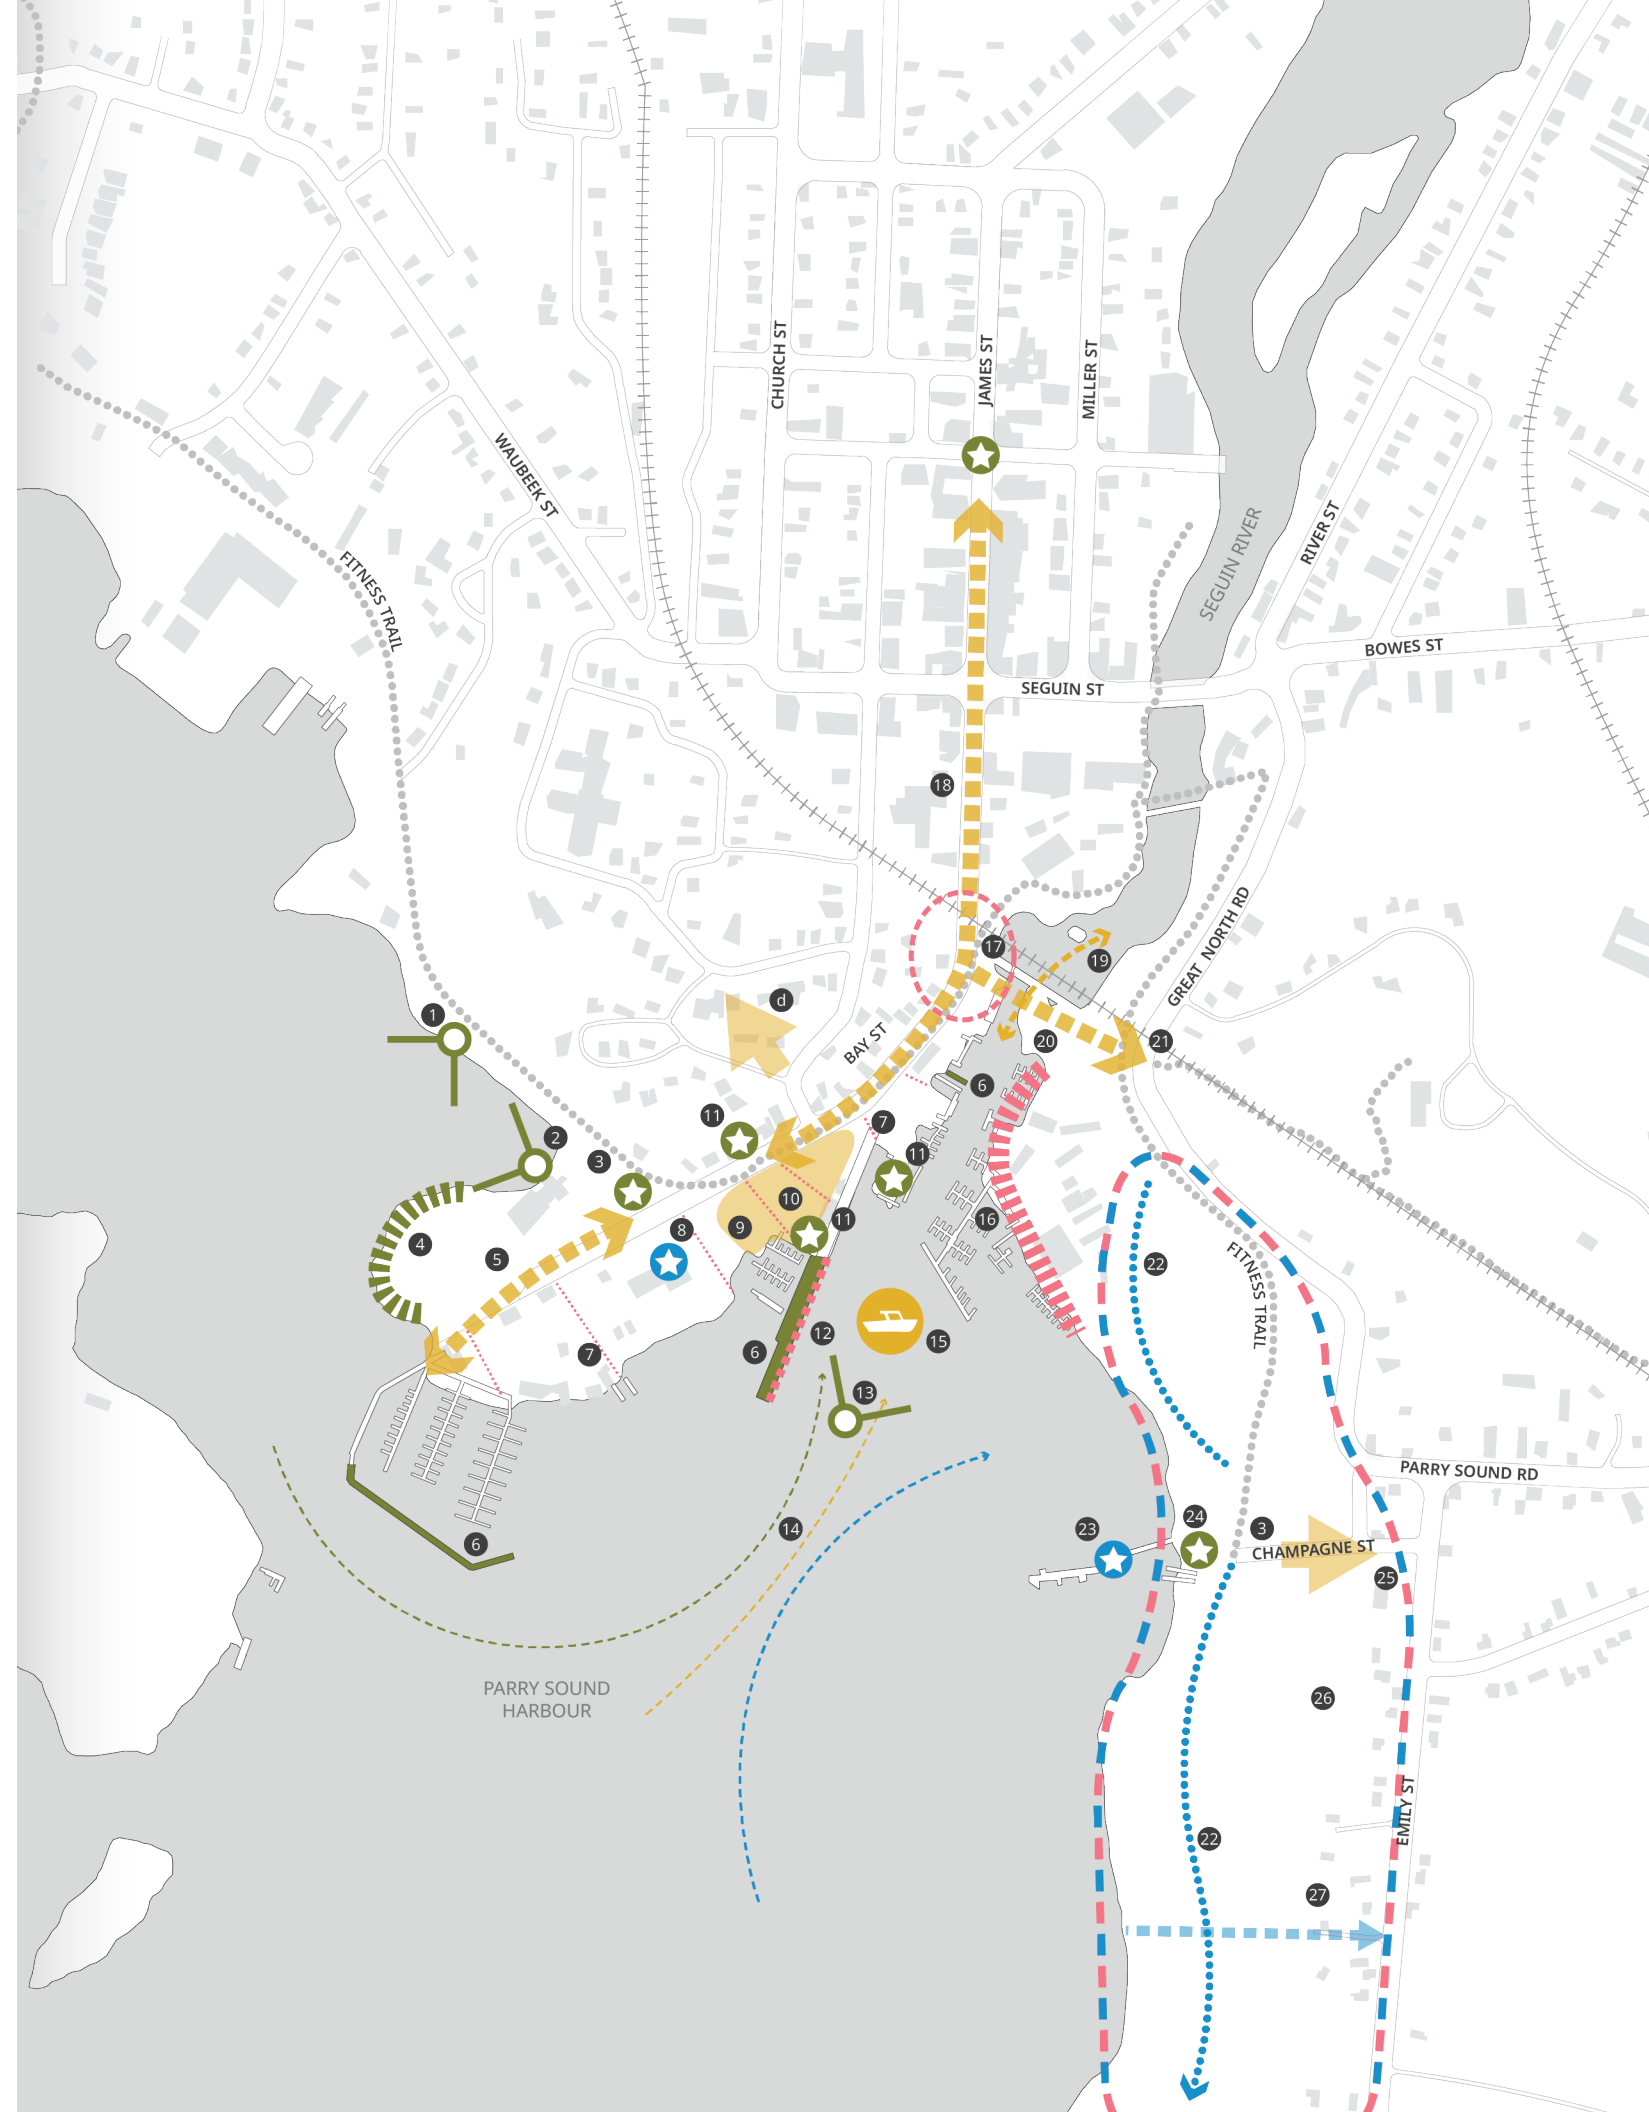 CHURCH ST
JAMES ST
MILLER ST
WAUBEEK ST
SEGUIN RIVER
RIVER ST
FITNESS TRAIL
BOWES ST
SEGUIN ST
18
GREAT NORTH RD
17
19
d
1
BAY ST
20
21
6
11
7
2
11
3
10
11
16
9
8
4
5
22
FITNESS TRAIL
12
15
6
7
13
PARRY SOUND RD
14
23
24
3
6
CHAMPAGNE ST
25
PARRY SOUND
HARBOUR
26
EMILY ST
22
27